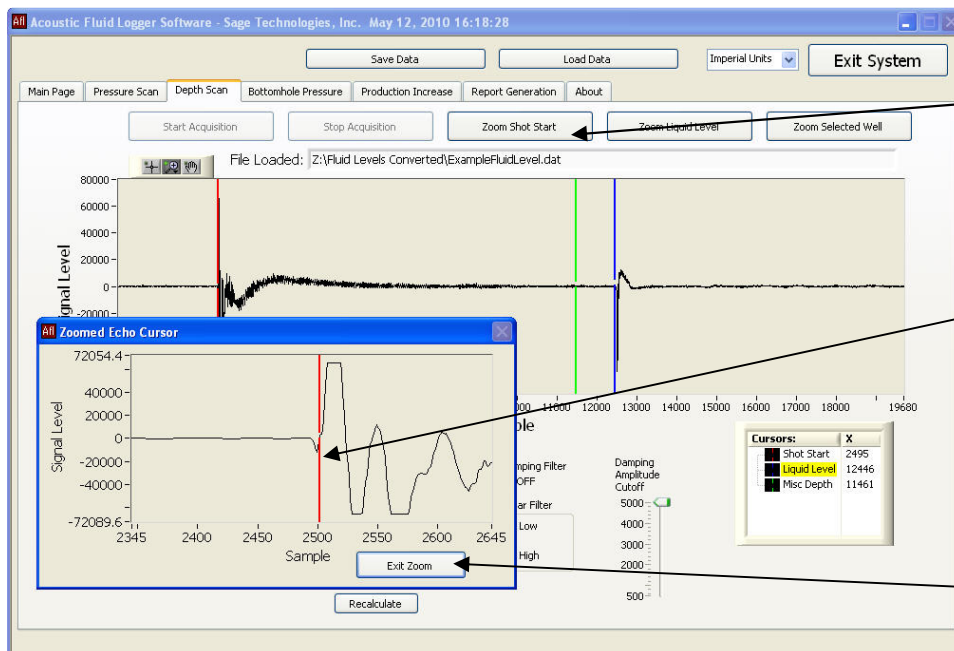 Afl Acoustic Fluid Logger Software - Sage Technologies, Inc. May 12, 2010 16:18:28
Save Data
Load Data
Imperial Units
Exit System
Main Page
Pressure Scan
Depth Scan
Bottomhole Pressure
Production Increase
Report Generation
About
Start Acquisition
Stop Acquisition
Zoom Shot Start
Zoom Liquid Level
Zoom Selected Well
File Loaded: Z:\Fluid Levels Converted\ExampleFluidLevel.dat
80000
60000
40000
20000
0
-20000
ignal Level
11000
12000
13000
14000
15000
16000
17000
18000
19680
Afl Zoomed Echo Cursor
72054.4
40000
20000
0
-20000
-40000
-72089.6
Signal Level
2345
2400
2450
2500
2550
2600
2645
Sample
Exit Zoom
ple
mping Filter
OFF
ar Filter
Low
High
Damping
Amplitude
Cutoff
5000
4000
3000
2000
500
Cursors: X
Shot Start 2495
Liquid Level 12446
Misc Depth 11461
Recalculate